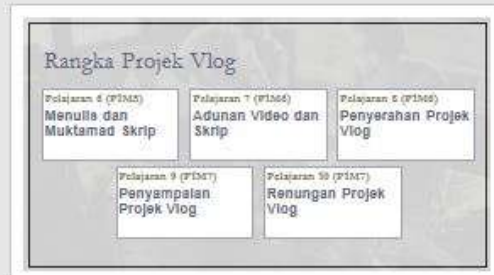 Rangka Projek Vlog
Pelajaran 6 (PIM5)
Menulis dan
Muktamad Skrip
Pelajaran 7 (PIM6)
Adunan Video dan
Skrip
Pelajaran 8 (PIM6)
Penyerahan Projek
Vlog
Pelajaran 9 (PIM7)
Penyampaian
Projek Vlog
Pelajaran 10 (PIM7)
Renungan Projek
Vlog